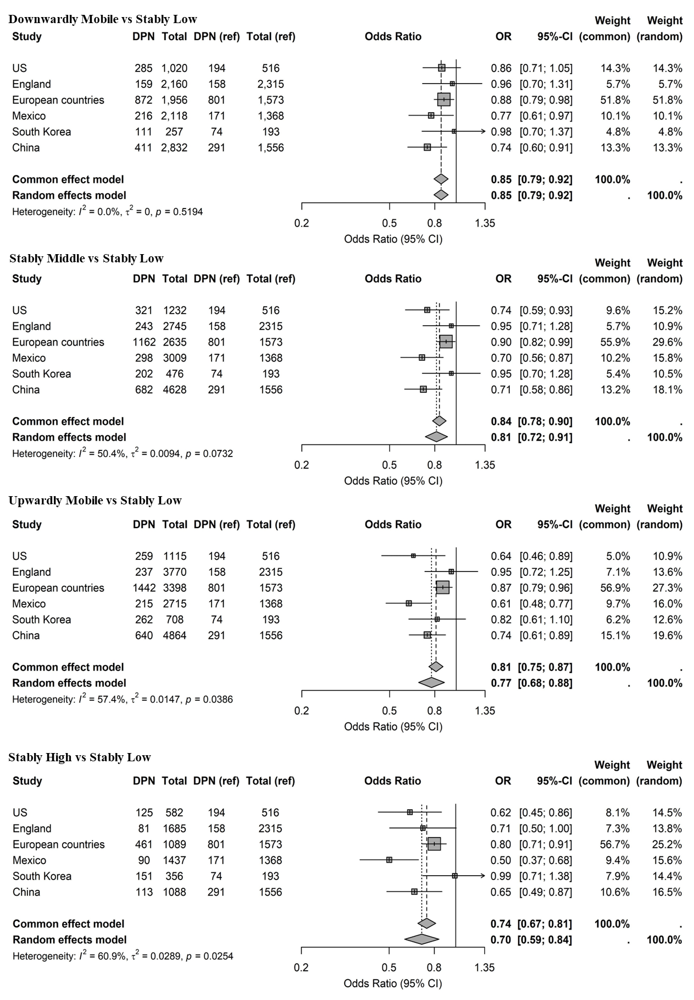 Downwardly Mobile vs Stably Low
Weight Weight
Study DPN Total DPN (ref) Total (ref) Odds Ratio OR 95%-CI (common) (random)
US 285 1,020 194 516 0.86 [0.71; 1.05] 14.3% 14.3%
England 159 2,160 158 2,315 0.96 [0.70; 1.31] 5.7% 5.7%
European countries 872 1,956 801 1,573 0.88 [0.79; 0.98] 51.8% 51.8%
Mexico 216 2,118 171 1,368 0.77 [0.61; 0.97] 10.1% 10.1%
South Korea 111 257 74 193 0.98 [0.70; 1.37] 4.8% 4.8%
China 411 2,832 291 1,556 0.74 [0.60; 0.91] 13.3% 13.3%
Common effect model 0.85 [0.79; 0.92] 100.0% .
Random effects model 0.85 [0.79; 0.92] . 100.0%
Heterogeneity: I² = 0.0%, τ² = 0, p = 0.5194
0.2 0.5 0.8 1.35
Odds Ratio (95% CI)
Stably Middle vs Stably Low
Weight Weight
Study DPN Total DPN (ref) Total (ref) Odds Ratio OR 95%-CI (common) (random)
US 321 1232 194 516 0.74 [0.59; 0.93] 9.6% 15.2%
England 243 2745 158 2315 0.95 [0.71; 1.28] 5.7% 10.9%
European countries 1162 2635 801 1573 0.90 [0.82; 0.99] 55.9% 29.6%
Mexico 298 3009 171 1368 0.70 [0.56; 0.87] 10.2% 15.8%
South Korea 202 476 74 193 0.95 [0.70; 1.28] 5.4% 10.5%
China 682 4628 291 1556 0.71 [0.58; 0.86] 13.2% 18.1%
Common effect model 0.84 [0.78; 0.90] 100.0% .
Random effects model 0.81 [0.72; 0.91] . 100.0%
Heterogeneity: I² = 50.4%, τ² = 0.0094, p = 0.0732
0.2 0.5 0.8 1.35
Odds Ratio (95% CI)
Upwardly Mobile vs Stably Low
Weight Weight
Study DPN Total DPN (ref) Total (ref) Odds Ratio OR 95%-CI (common) (random)
US 259 1115 194 516 0.64 [0.46; 0.89] 5.0% 10.9%
England 237 3770 158 2315 0.95 [0.72; 1.25] 7.1% 13.6%
European countries 1442 3398 801 1573 0.87 [0.79; 0.96] 56.9% 27.3%
Mexico 215 2715 171 1368 0.61 [0.48; 0.77] 9.7% 16.0%
South Korea 262 708 74 193 0.82 [0.61; 1.10] 6.2% 12.6%
China 640 4864 291 1556 0.74 [0.61; 0.89] 15.1% 19.6%
Common effect model 0.81 [0.75; 0.87] 100.0% .
Random effects model 0.77 [0.68; 0.88] . 100.0%
Heterogeneity: I² = 57.4%, τ² = 0.0147, p = 0.0386
0.2 0.5 0.8 1.35
Odds Ratio (95% CI)
Stably High vs Stably Low
Weight Weight
Study DPN Total DPN (ref) Total (ref) Odds Ratio OR 95%-CI (common) (random)
US 125 582 194 516 0.62 [0.45; 0.86] 8.1% 14.5%
England 81 1685 158 2315 0.71 [0.50; 1.00] 7.3% 13.8%
European countries 461 1089 801 1573 0.80 [0.71; 0.91] 56.7% 25.2%
Mexico 90 1437 171 1368 0.50 [0.37; 0.68] 9.4% 15.6%
South Korea 151 356 74 193 0.99 [0.71; 1.38] 7.9% 14.4%
China 113 1088 291 1556 0.65 [0.49; 0.87] 10.6% 16.5%
Common effect model 0.74 [0.67; 0.81] 100.0% .
Random effects model 0.70 [0.59; 0.84] . 100.0%
Heterogeneity: I² = 60.9%, τ² = 0.0289, p = 0.0254
0.2 0.5 0.8 1.35
Odds Ratio (95% CI)